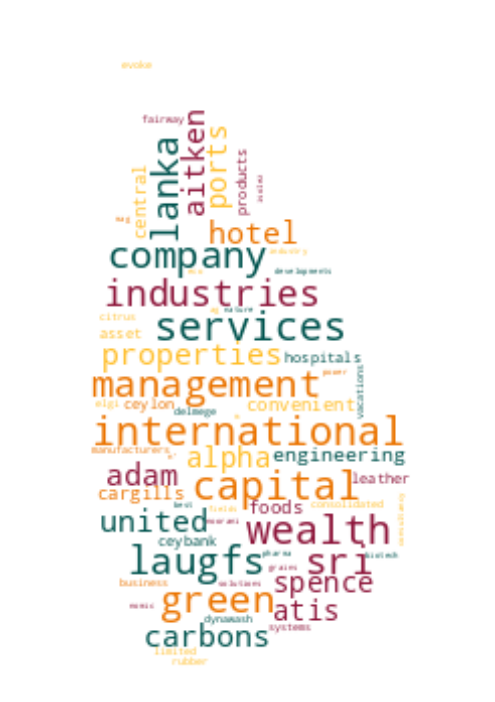 evoke
fairway
lanka
aitken
ports
central
products
hotel
company
industry
developments
industries
citrus
nature
asset
services
properties
hospitals
power
management
vacations
elgi
ceylon
delmege
convenient
international
manufacturers
alpha
engineering
adam
capital
leather
cargills
best
foods
consolidated
fields
united
noorani
wealth
ceybank
laugfs
pharma
sri
biotech
grains
business
solutions
spence
green
atis
dynawash
systems
carbons
limited
rubber